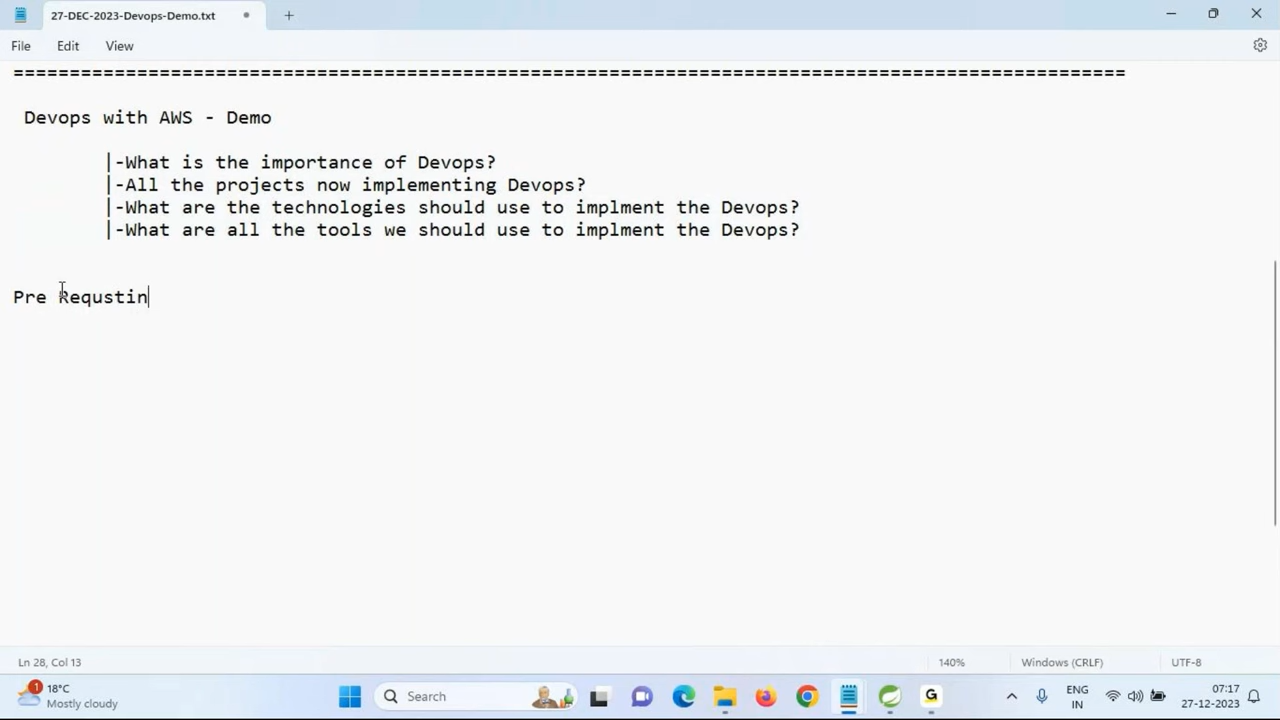 27-DEC-2023-Devops-Demo.txt
File Edit View
===================================================================================================
Devops with AWS - Demo
|-What is the importance of Devops?
|-All the projects now implementing Devops?
|-What are the technologies should use to implment the Devops?
|-What are all the tools we should use to implment the Devops?
Pre Requstin
Ln 28, Col 13 140% Windows (CRLF) UTF-8
1 18°C Search G ENG 07:17
Mostly cloudy IN 27-12-2023